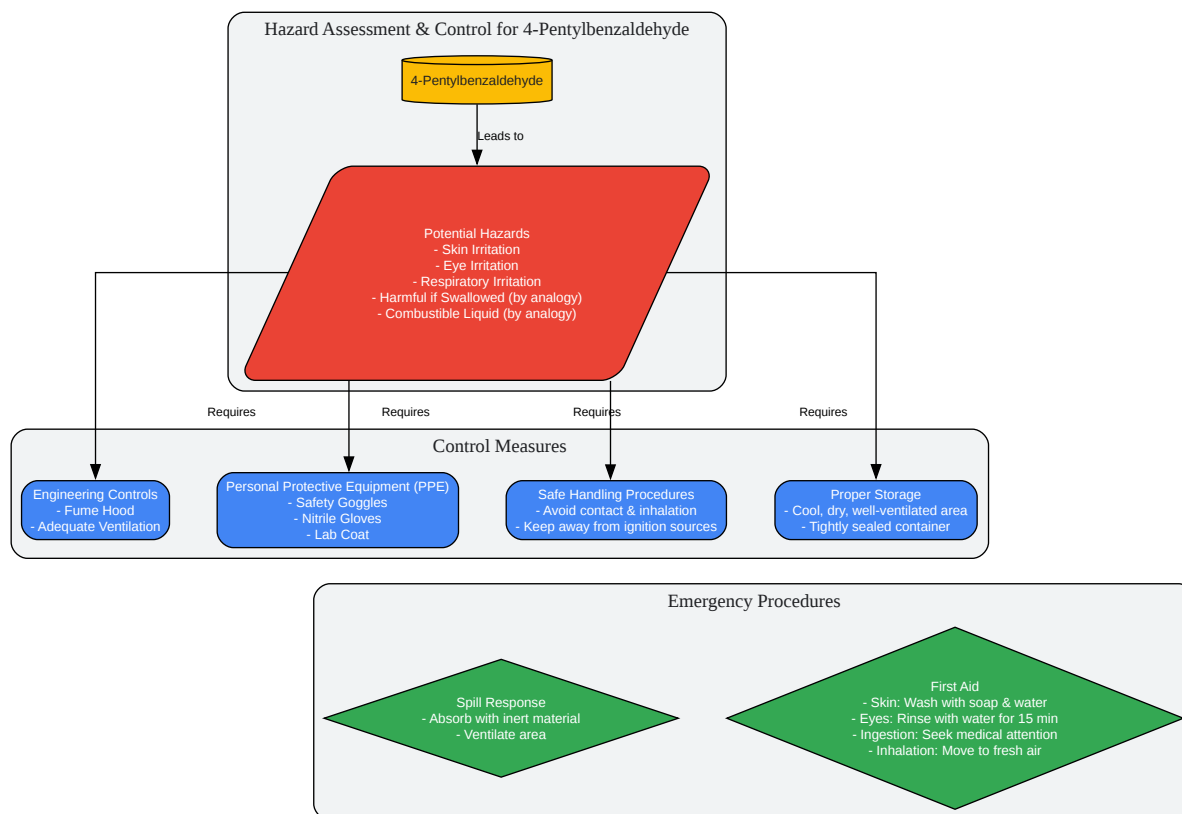 Hazard Assessment & Control for 4-Pentylbenzaldehyde
4-Pentylbenzaldehyde
Leads to
Potential Hazards
- Skin Irritation
- Eye Irritation
- Respiratory Irritation
- Harmful if Swallowed (by analogy)
- Combustible Liquid (by analogy)
Requires
Requires
Requires
Requires
Control Measures
Engineering Controls
- Fume Hood
- Adequate Ventilation
Personal Protective Equipment (PPE)
- Safety Goggles
- Nitrile Gloves
- Lab Coat
Safe Handling Procedures
- Avoid contact & inhalation
- Keep away from ignition sources
Proper Storage
- Cool, dry, well-ventilated area
- Tightly sealed container
Emergency Procedures
Spill Response
- Absorb with inert material
- Ventilate area
First Aid
- Skin: Wash with soap & water
- Eyes: Rinse with water for 15 min
- Ingestion: Seek medical attention
- Inhalation: Move to fresh air